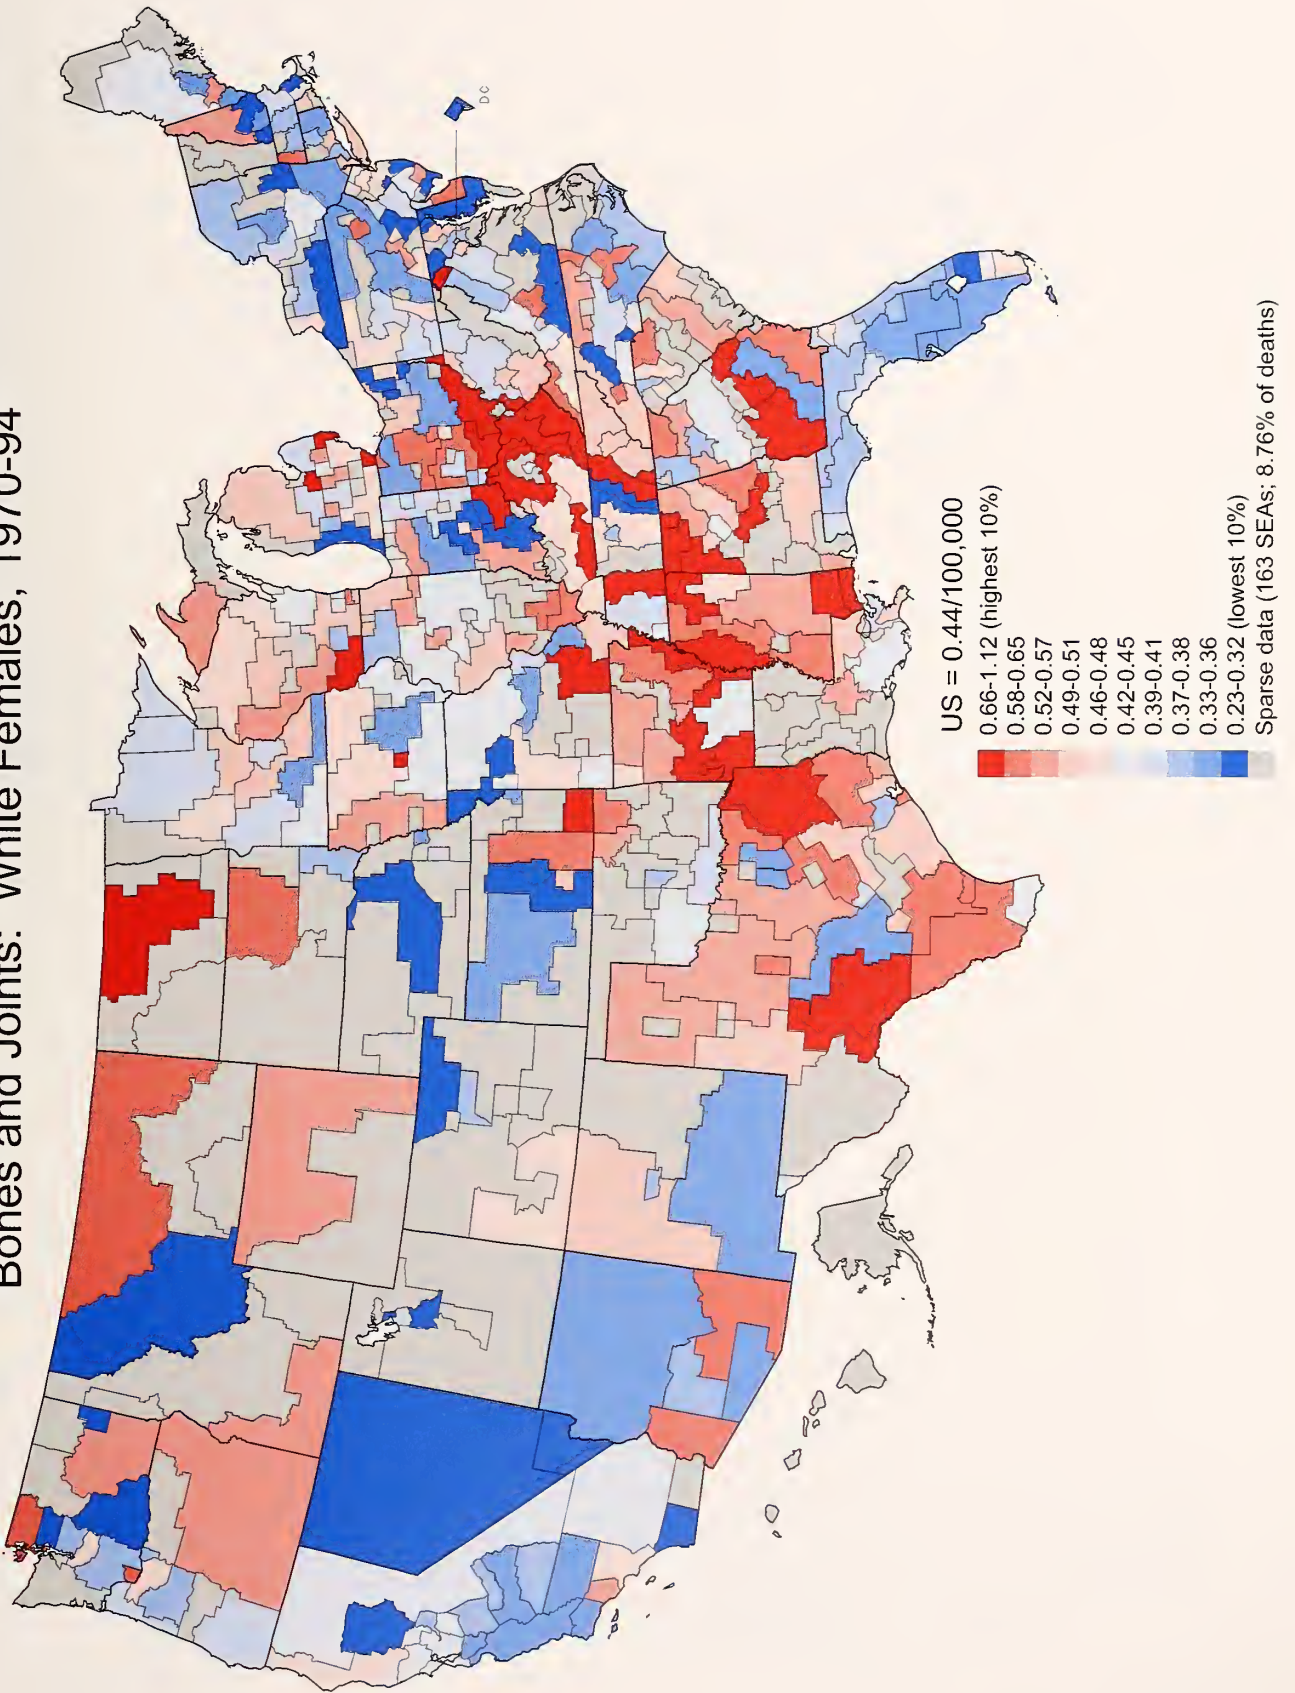 Bones and Joints: White Females, 1970-94
DC
US = 0.44/100,000
0.66-1.12 (highest 10%)
0.58-0.65
0.52-0.57
0.49-0.51
0.46-0.48
0.42-0.45
0.39-0.41
0.37-0.38
0.33-0.36
0.23-0.32 (lowest 10%)
Sparse data (163 SEAs; 8.76% of deaths)